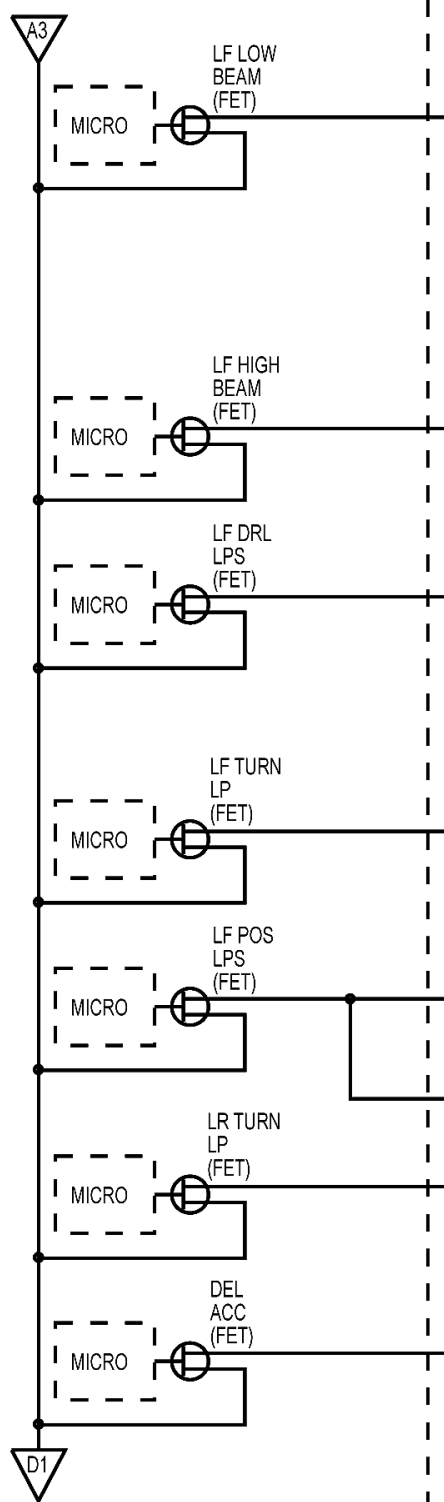 A3
LF LOW
BEAM
(FET)
MICRO
LF HIGH
BEAM
(FET)
MICRO
LF DRL
LPS
(FET)
MICRO
LF TURN
LP
(FET)
MICRO
LF POS
LPS
(FET)
MICRO
LR TURN
LP
(FET)
MICRO
DEL
ACC
(FET)
MICRO
D1